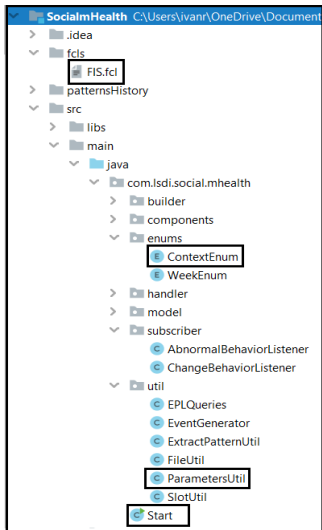 SocialmHealth C:\Users\ivanr\OneDrive\Document
.idea
fcls
FIS.fcl
patternsHistory
src
libs
main
java
com.lsdi.social.mhealth
builder
components
enums
E ContextEnum
E WeekEnum
handler
model
subscriber
C AbnormalBehaviorListener
C ChangeBehaviorListener
util
C EPLQueries
C EventGenerator
C ExtractPatternUtil
C FileUtil
C ParametersUtil
C SlotUtil
C Start